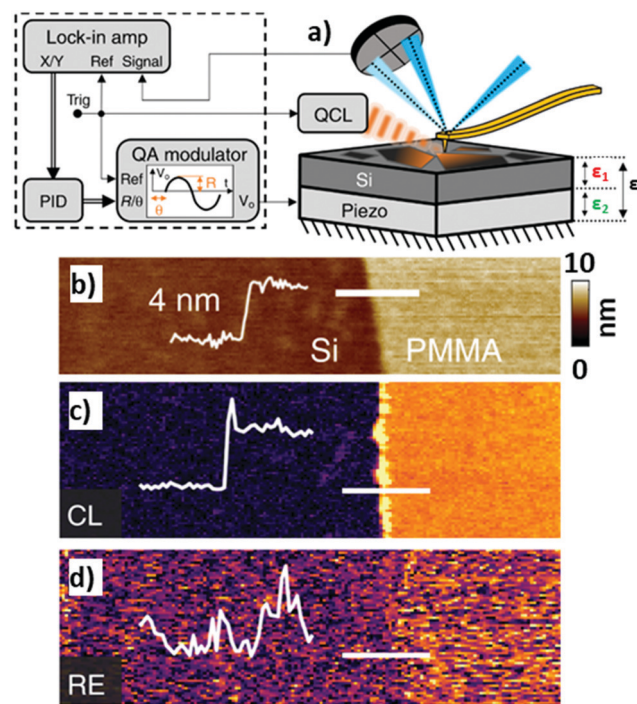 a)
Lock-in amp
X/Y Ref Signal
Trig
QCL
QA modulator
Ref
R/θ
V₀
R
t
θ
V₀
PID
Si
Piezo
ε₁
ε₂
ε
b)
4 nm
Si
PMMA
10
nm
0
c)
CL
d)
RE